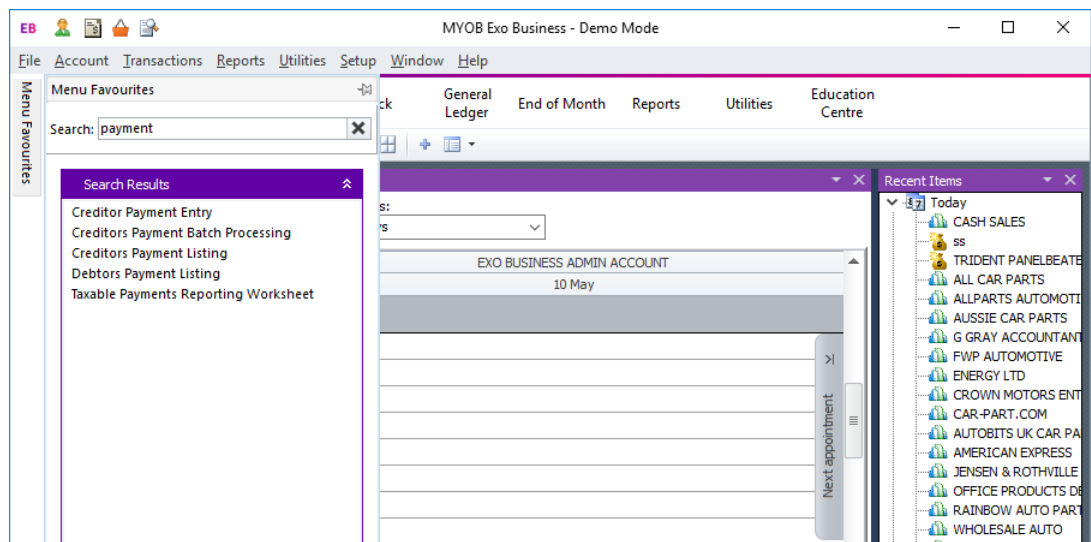 EB
MYOB Exo Business - Demo Mode
File Account Transactions Reports Utilities Setup Window Help
Menu Favourites
Menu Favourites
ck
General Ledger
End of Month
Reports
Utilities
Education Centre
Search: payment
Search Results
Creditor Payment Entry
Creditors Payment Batch Processing
Creditors Payment Listing
Debtors Payment Listing
Taxable Payments Reporting Worksheet
s:
ys
EXO BUSINESS ADMIN ACCOUNT
10 May
Next appointment
Recent Items
Today
CASH SALES
ss
TRIDENT PANELBEATE
ALL CAR PARTS
ALLPARTS AUTOMOTI
AUSSIE CAR PARTS
G GRAY ACCOUNTANT
FWP AUTOMOTIVE
ENERGY LTD
CROWN MOTORS ENT
CAR-PART.COM
AUTOBITS UK CAR PA
AMERICAN EXPRESS
JENSEN & ROTHVILLE
OFFICE PRODUCTS DE
RAINBOW AUTO PART
WHOLESALE AUTO